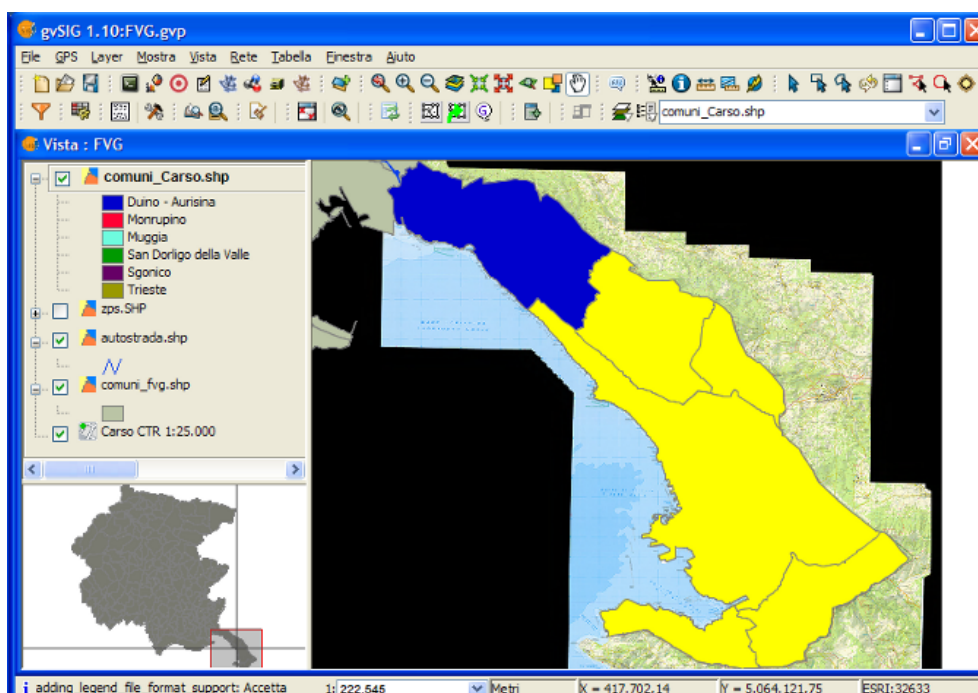 gvSIG 1.10:FVG.gvp
File GPS Layer Mostra Vista Rete Tabella Finestra Aiuto
comuni_Carso.shp
Vista : FVG
comuni_Carso.shp
Duino - Aurisina
Monrupino
Muggia
San Dorligo della Valle
Sgonico
Trieste
zps.SHP
autostrada.shp
comuni_fvg.shp
Carso CTR 1:25.000
adding legend file format support: Accetta 1: 222.545 Metri X = 417.702,14 Y = 5.064.121,75 ESRI:32633